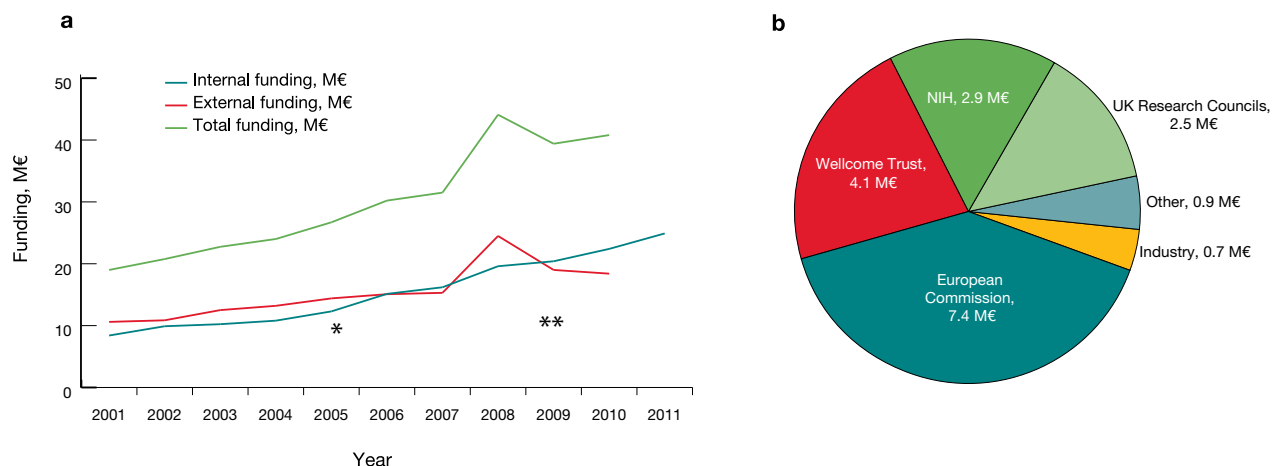 a
Internal funding, M€
External funding, M€
Total funding, M€
Funding, M€
50
40
30
20
10
0
*
**
2001 2002 2003 2004 2005 2006 2007 2008 2009 2010 2011
Year
b
NIH, 2.9 M€
UK Research Councils,
2.5 M€
Wellcome Trust,
4.1 M€
Other, 0.9 M€
Industry, 0.7 M€
European
Commission,
7.4 M€